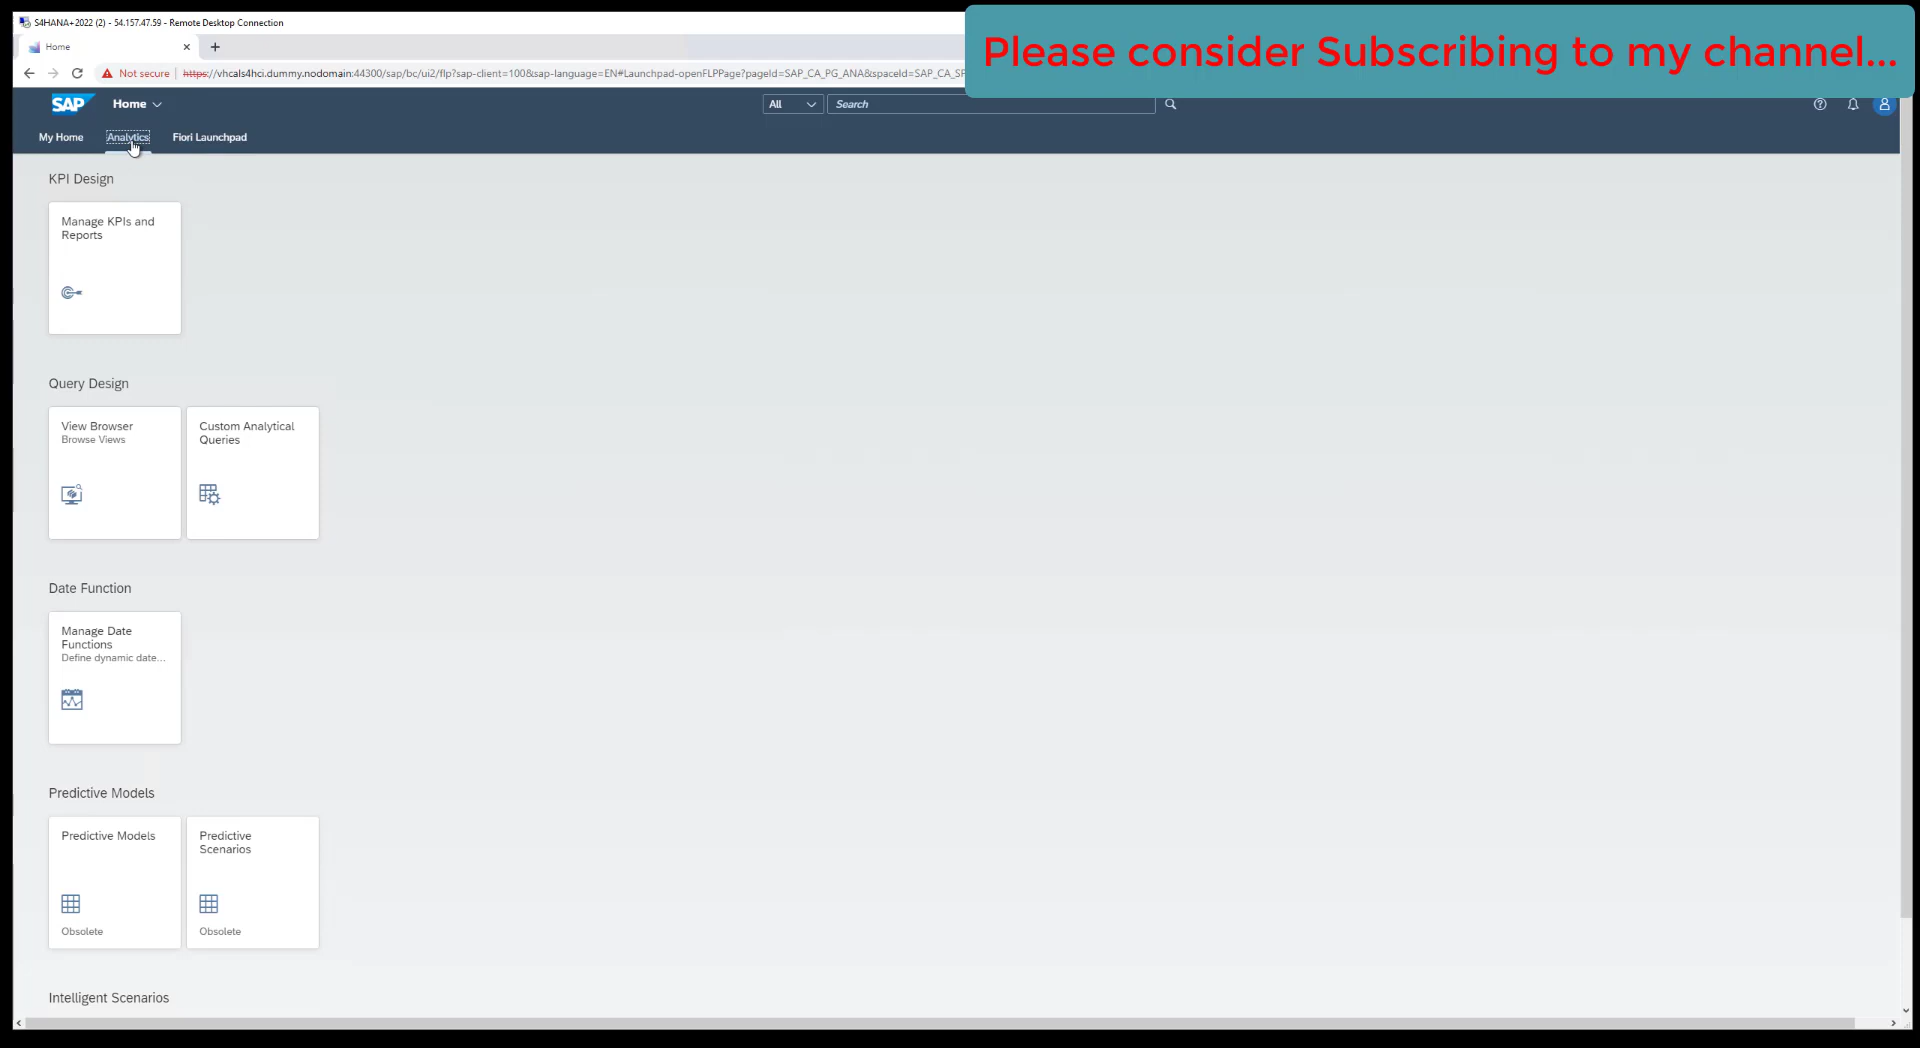 S4HANA+2022 (2) - 54.157.47.59 - Remote Desktop Connection
Please consider Subscribing to my channel...
Home
Not secure https://vhcals4hci.dummy.nodomain:44300/sap/bc/ui2/flp?sap-client=100&sap-language=EN#Launchpad-openFLPPage?pageId=SAP_CA_PG_ANA&spaceId=SAP_CA_SP
SAP Home All Search
My Home Analytics Fiori Launchpad
KPI Design
Manage KPIs and
Reports
Query Design
View Browser
Browse Views
Custom Analytical
Queries
Date Function
Manage Date
Functions
Define dynamic date...
Predictive Models
Predictive Models
Obsolete
Predictive
Scenarios
Obsolete
Intelligent Scenarios